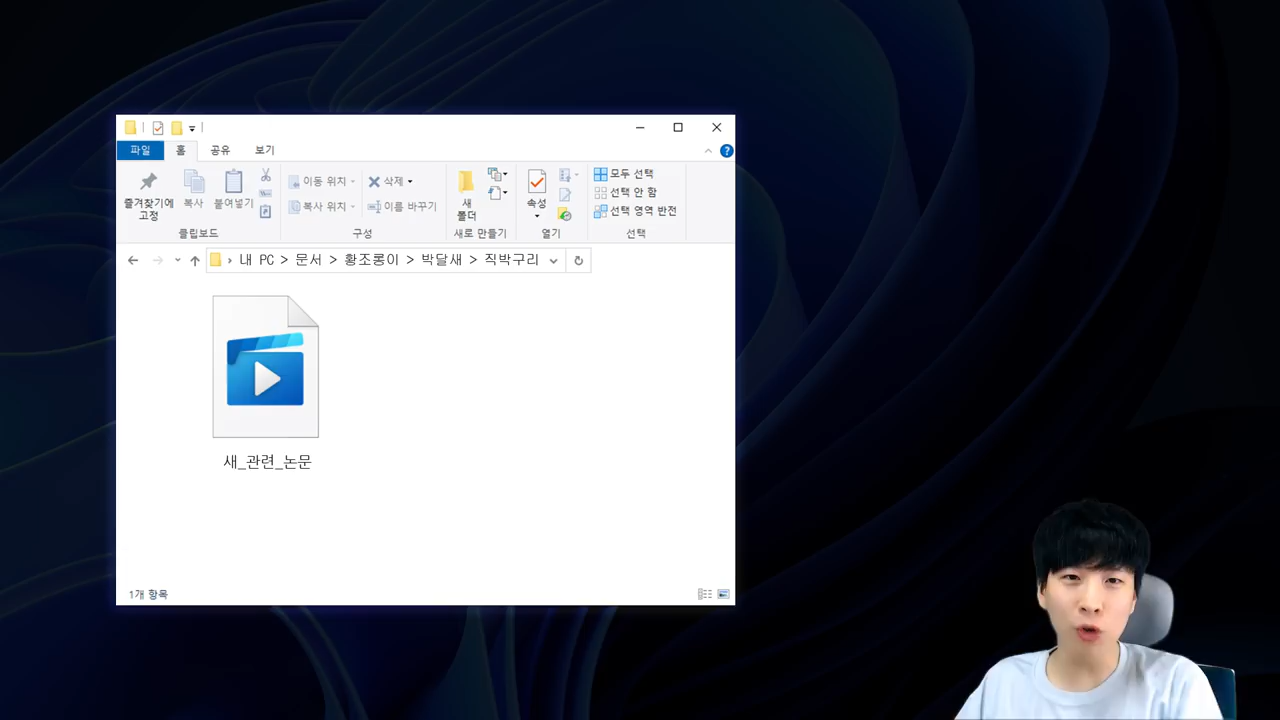 파일 홈 공유 보기
즐겨찾기에 고정
복사
붙여넣기
클립보드
이동 위치
복사 위치
삭제
이름 바꾸기
구성
새 폴더
새로 만들기
속성
열기
모두 선택
선택 안 함
선택 영역 반전
선택
내 PC > 문서 > 황조롱이 > 박달새 > 직박구리
새_관련_논문
1개 항목